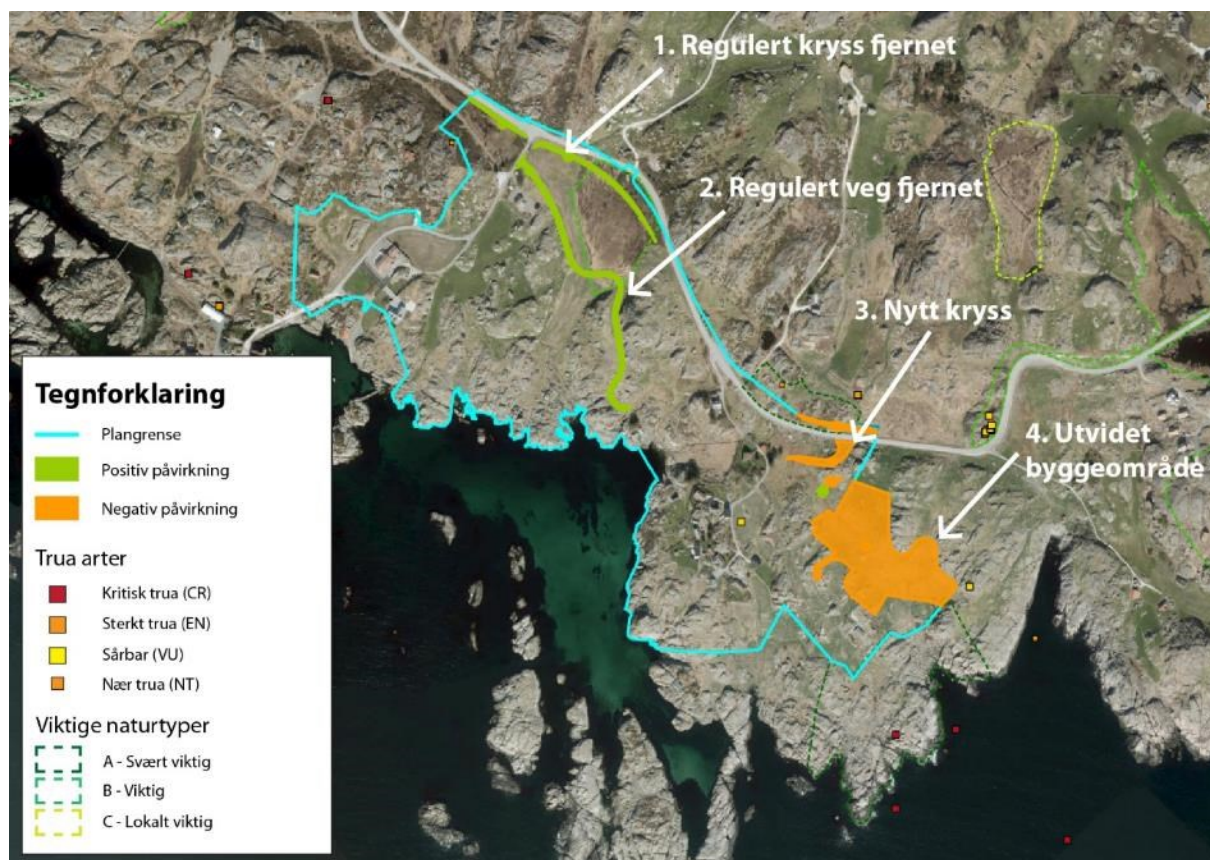 1. Regulert kryss fjernet
2. Regulert veg fjernet
3. Nytt kryss
4. Utvidet
byggeområde
Tegnforklaring
Plangrense
Positiv påvirkning
Negativ påvirkning
Trua arter
Kritisk trua (CR)
Sterkt trua (EN)
Sårbar (VU)
Nær trua (NT)
Viktige naturtyper
A - Svært viktig
B - Viktig
C - Lokalt viktig